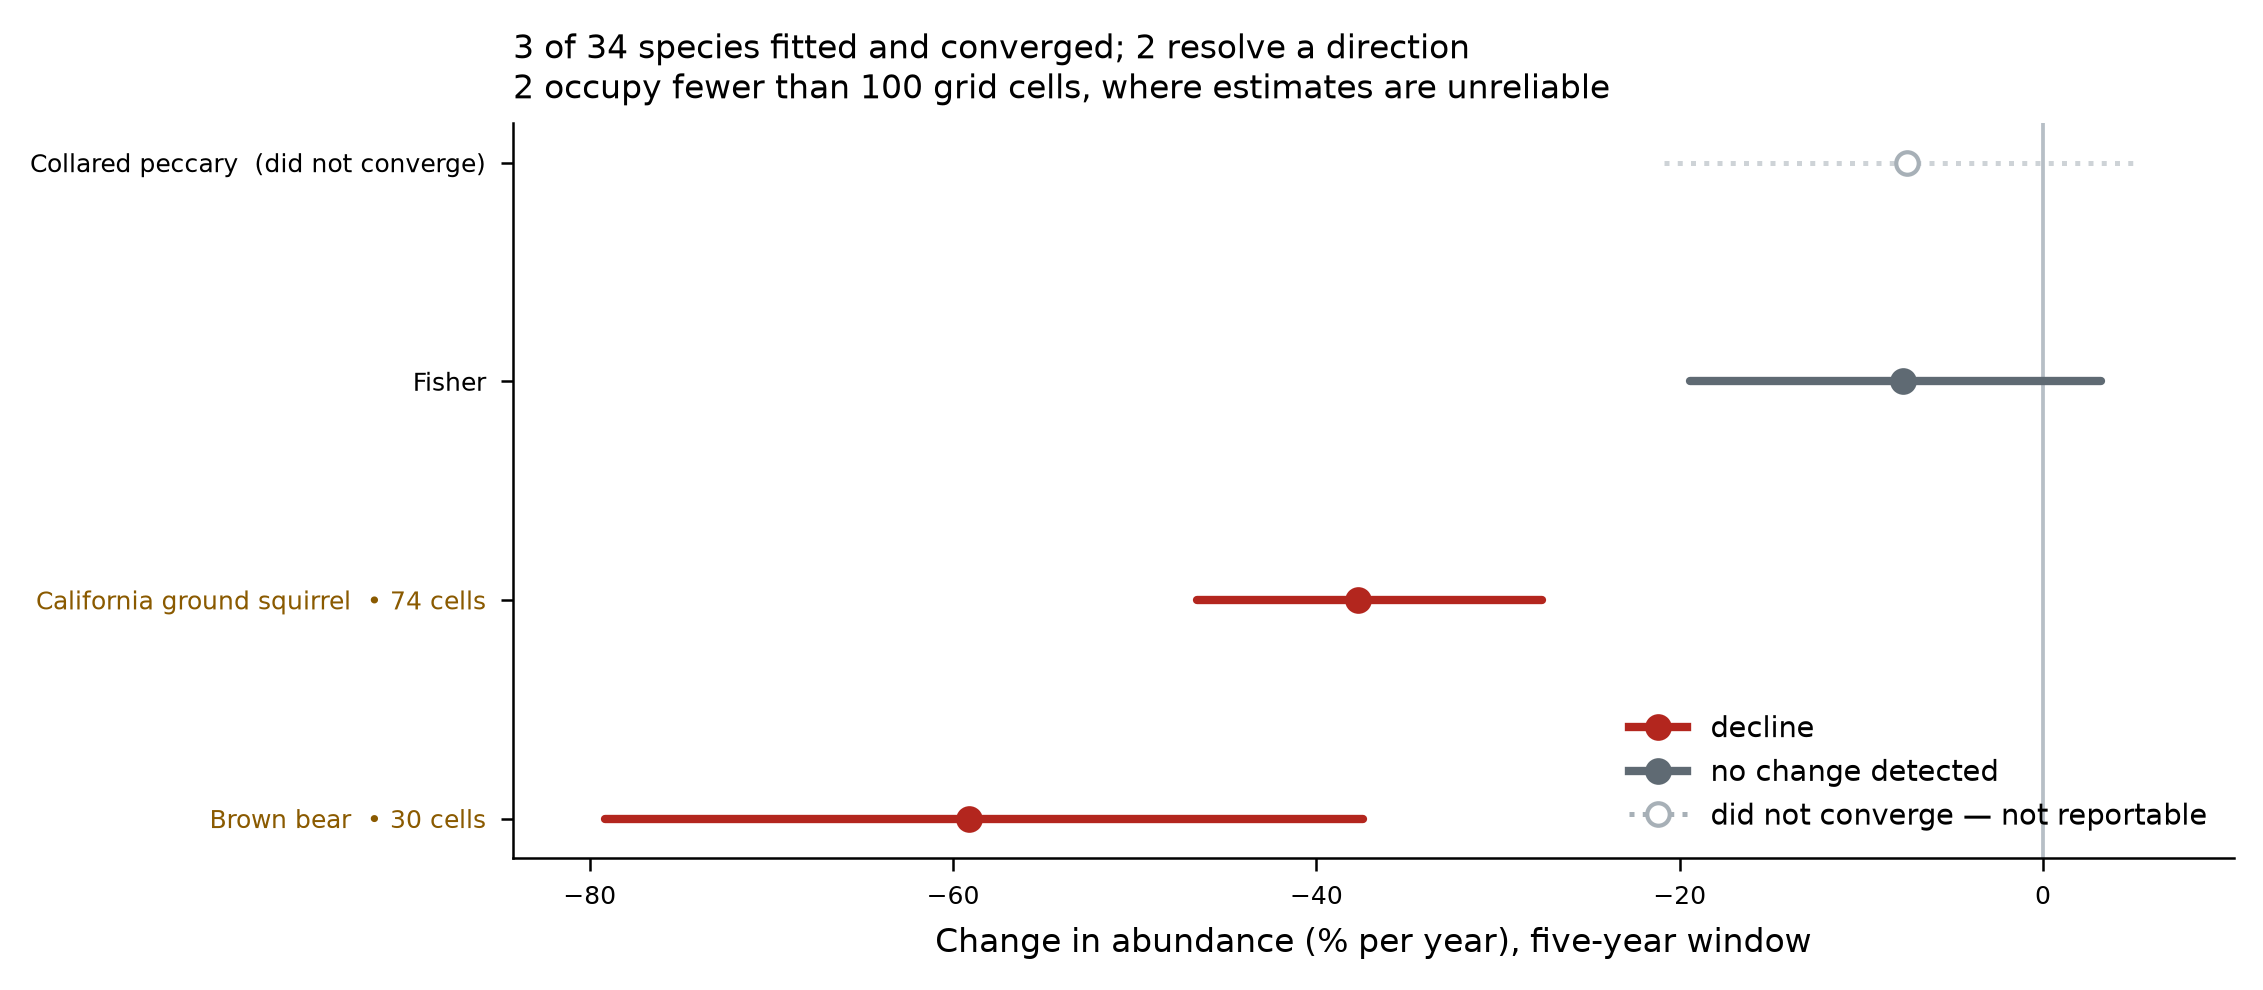 3 of 34 species fitted and converged; 2 resolve a direction
2 occupy fewer than 100 grid cells, where estimates are unreliable
Collared peccary (did not converge)
Fisher
California ground squirrel • 74 cells
Brown bear • 30 cells
decline
no change detected
did not converge — not reportable
−80 −60 −40 −20 0
Change in abundance (% per year), five-year window